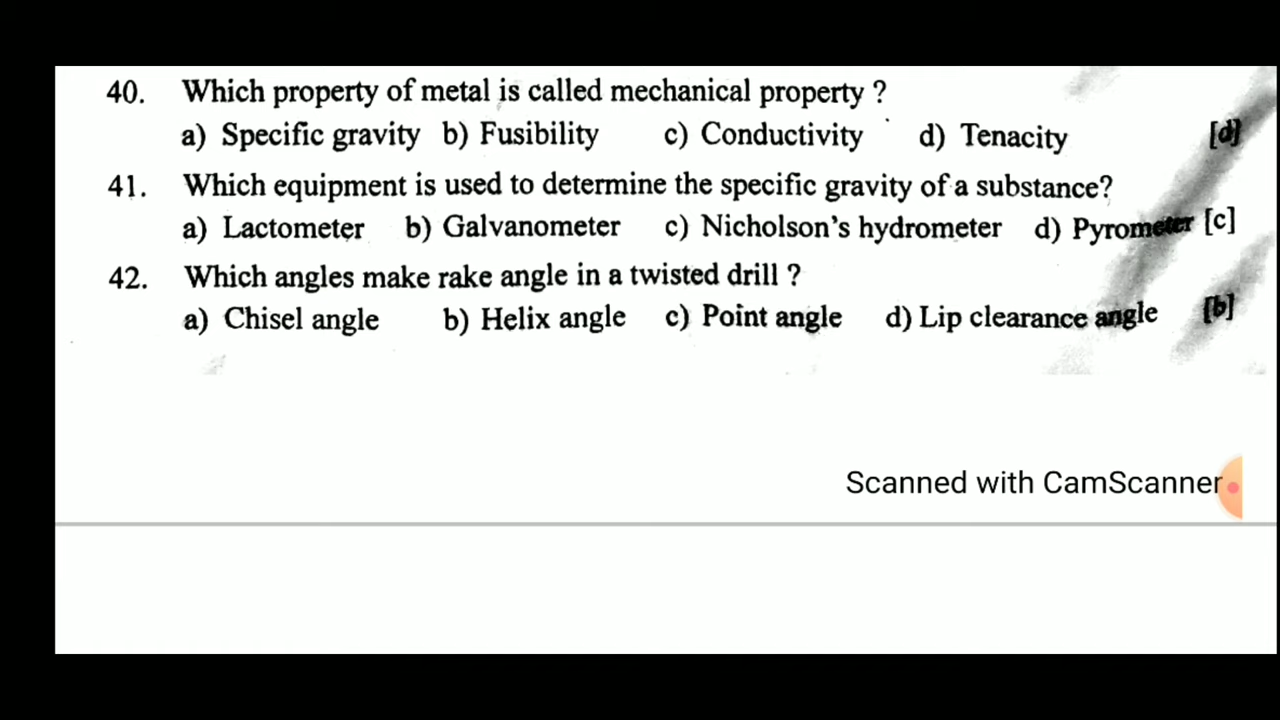 40. Which property of metal is called mechanical property ?
a) Specific gravity b) Fusibility c) Conductivity d) Tenacity [d]
41. Which equipment is used to determine the specific gravity of a substance?
a) Lactometer b) Galvanometer c) Nicholson's hydrometer d) Pyrometer [c]
42. Which angles make rake angle in a twisted drill ?
a) Chisel angle b) Helix angle c) Point angle d) Lip clearance angle [b]
Scanned with CamScanner